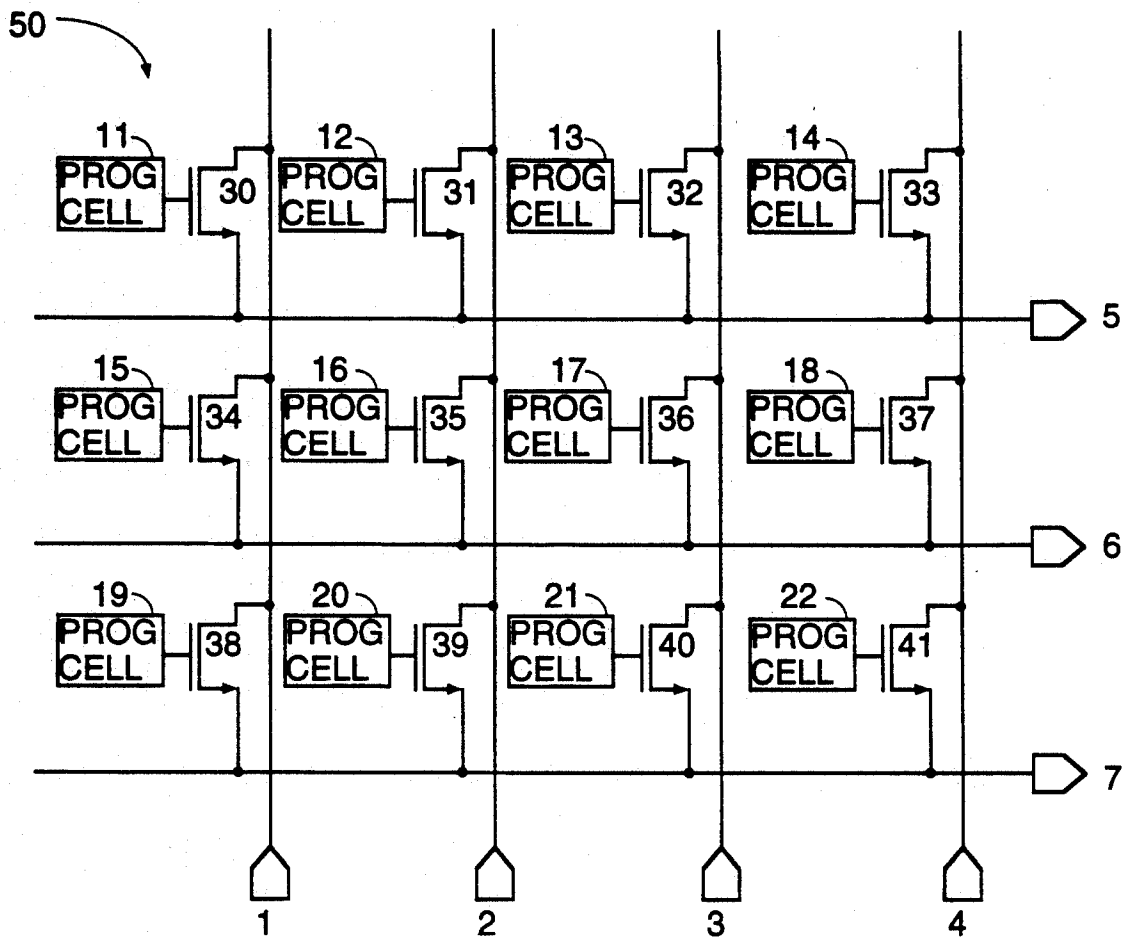 50
11 12 13 14
PROG CELL 30 PROG CELL 31 PROG CELL 32 PROG CELL 33
5
15 16 17 18
PROG CELL 34 PROG CELL 35 PROG CELL 36 PROG CELL 37
6
19 20 21 22
PROG CELL 38 PROG CELL 39 PROG CELL 40 PROG CELL 41
7
1 2 3 4